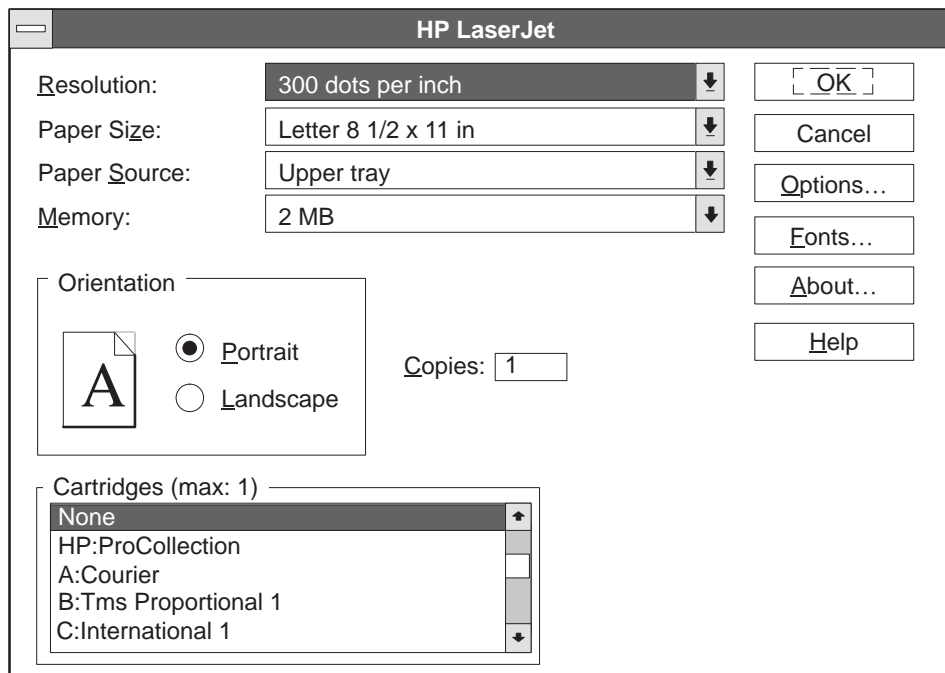 HP LaserJet
Resolution: 300 dots per inch
Paper Size: Letter 8 1/2 x 11 in
Paper Source: Upper tray
Memory: 2 MB
OK
Cancel
Options…
Fonts…
About…
Help
Orientation
A
Portrait
Landscape
Copies: 1
Cartridges (max: 1)
None
HP:ProCollection
A:Courier
B:Tms Proportional 1
C:International 1